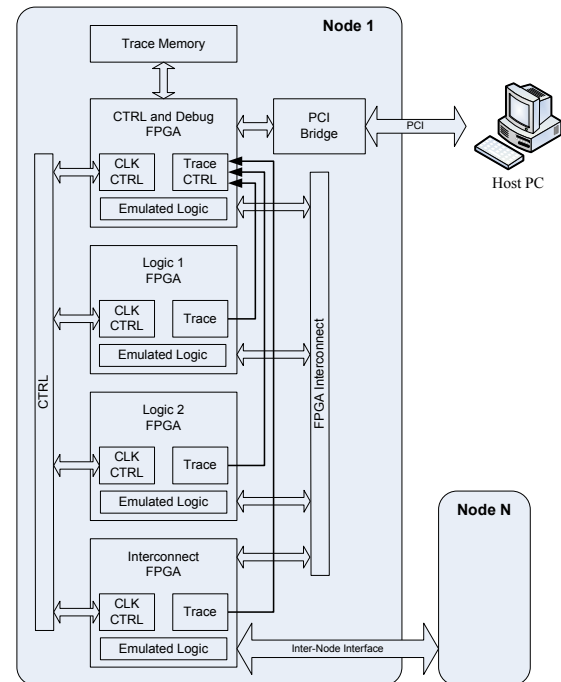 Node 1
Trace Memory
CTRL and Debug
FPGA
PCI
Bridge
PCI
Host PC
CLK
CTRL
Trace
CTRL
Emulated Logic
Logic 1
FPGA
CLK
CTRL
Trace
Emulated Logic
CTRL
FPGA Interconnect
Logic 2
FPGA
CLK
CTRL
Trace
Emulated Logic
Node N
Interconnect
FPGA
CLK
CTRL
Trace
Emulated Logic
Inter-Node Interface